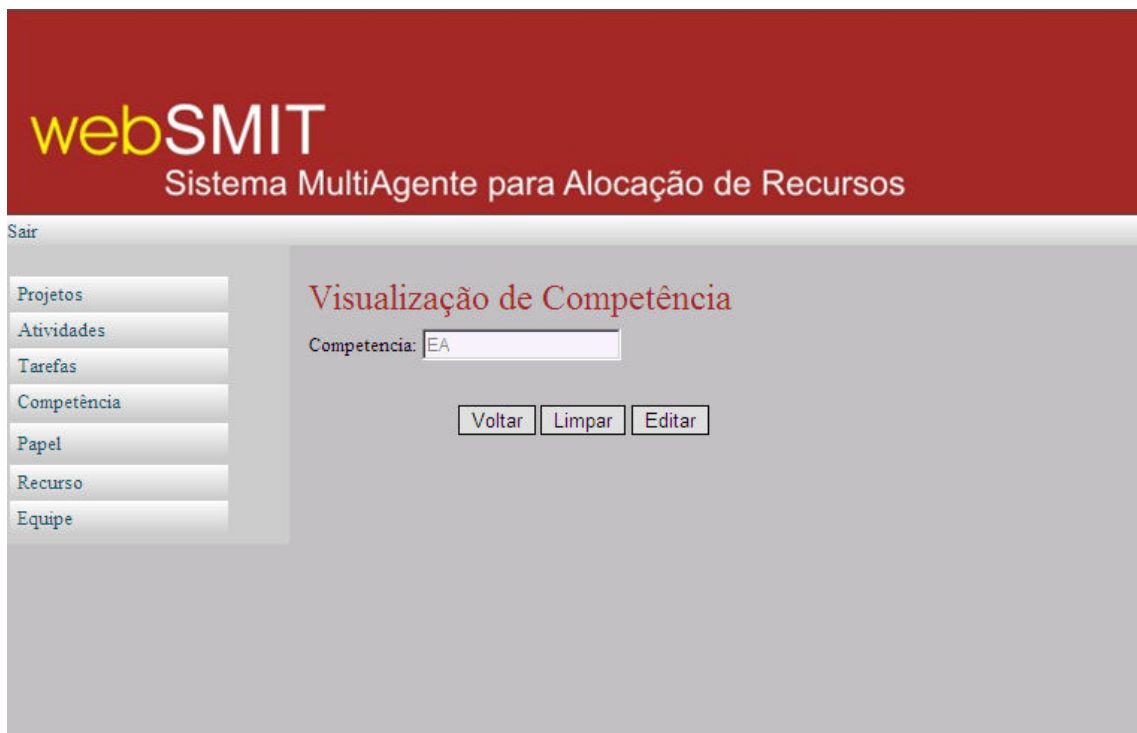 webSMIT
Sistema MultiAgente para Alocação de Recursos
Sair
Projetos
Atividades
Tarefas
Competência
Papel
Recurso
Equipe
Visualização de Competência
Competencia: EA
Voltar Limpar Editar